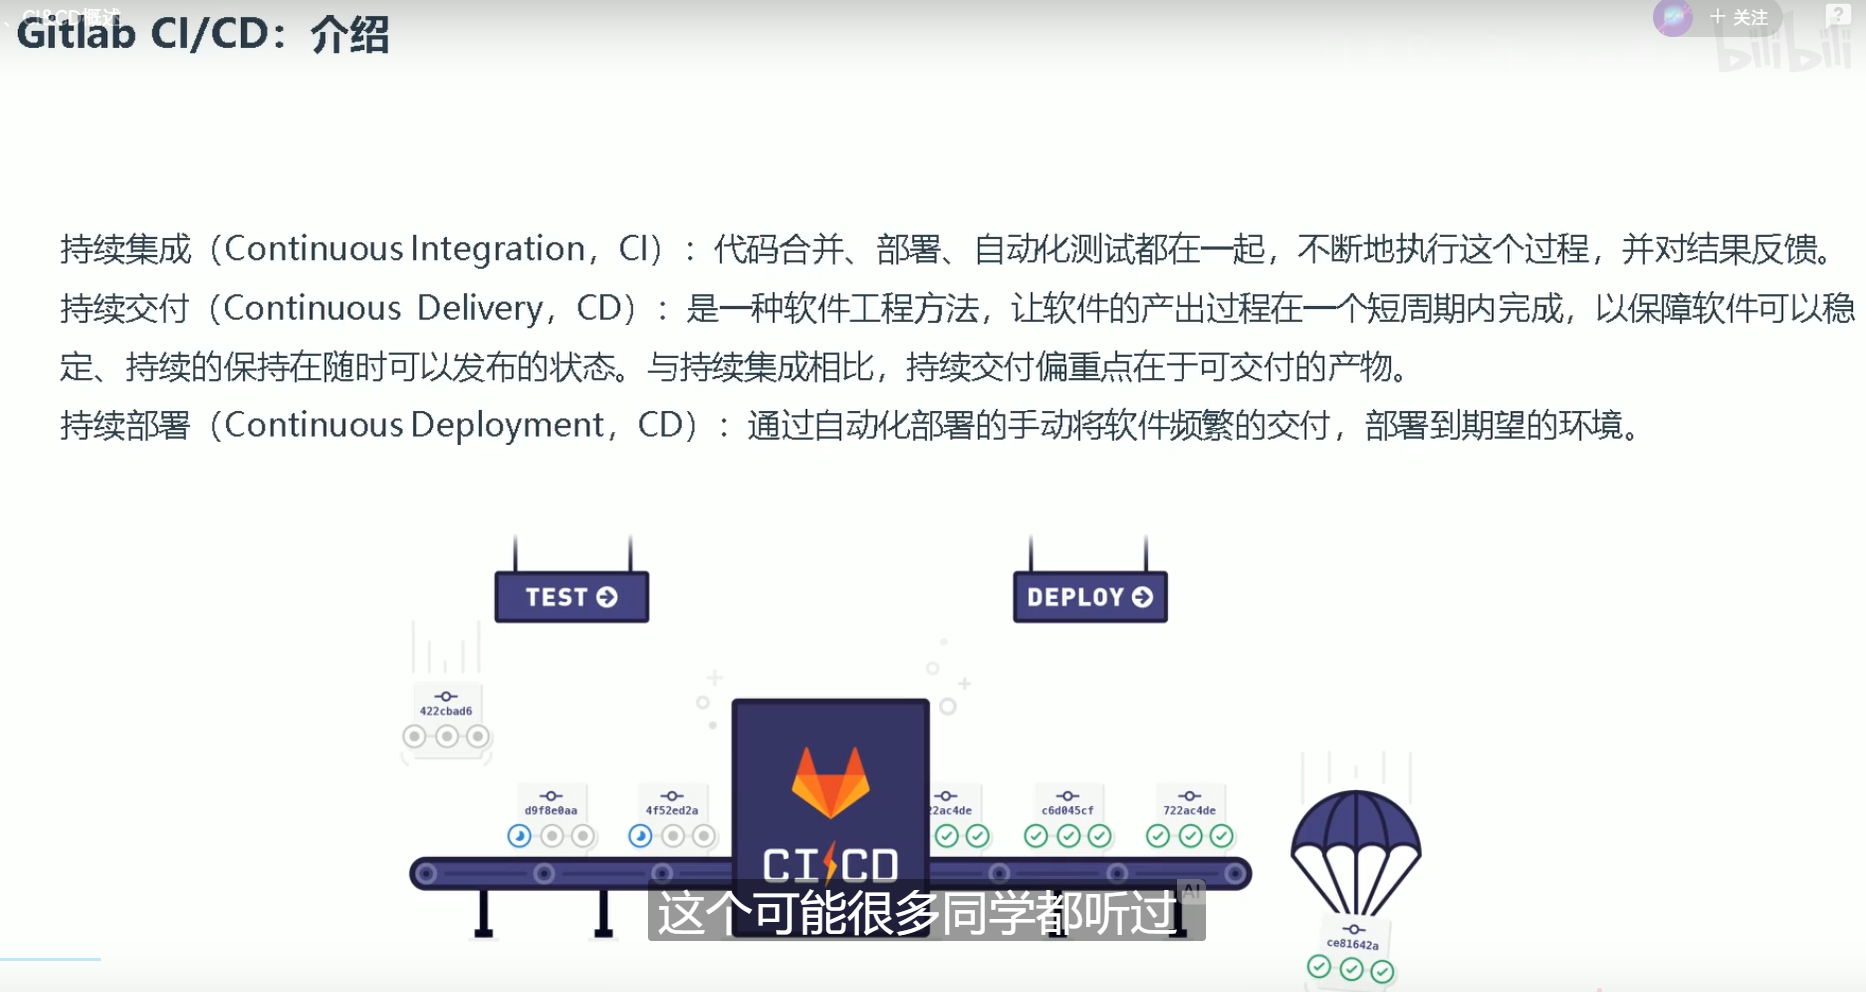 、CI&CD概述
Gitlab CI/CD：介绍
+ 关注
?
bilibili
持续集成（Continuous Integration，CI）：代码合并、部署、自动化测试都在一起，不断地执行这个过程，并对结果反馈。
持续交付（Continuous Delivery，CD）：是一种软件工程方法，让软件的产出过程在一个短周期内完成，以保障软件可以稳
定、持续的保持在随时可以发布的状态。与持续集成相比，持续交付偏重点在于可交付的产物。
持续部署（Continuous Deployment，CD）：通过自动化部署的手动将软件频繁的交付，部署到期望的环境。
TEST
DEPLOY
422cbad6
d9f8e0aa
4f52ed2a
22ac4de
c6d045cf
722ac4de
CI CD
AI
这个可能很多同学都听过
ce81642a